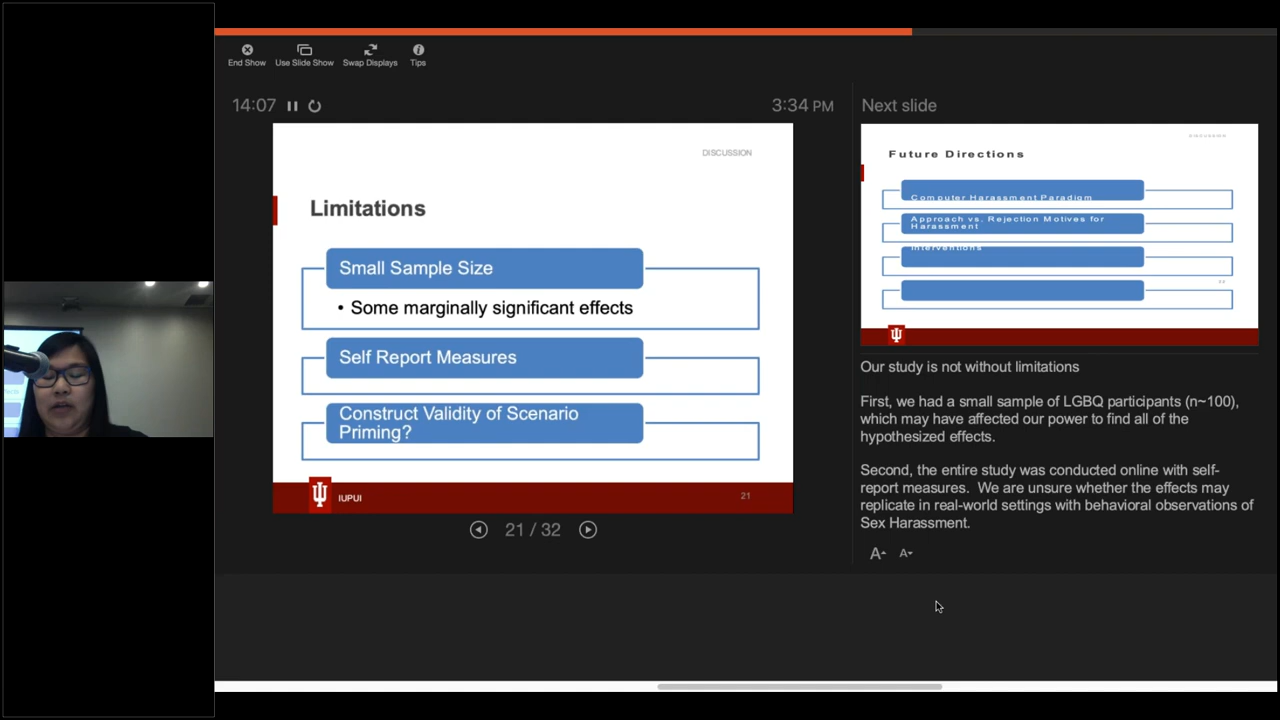 End Show
Use Slide Show
Swap Displays
Tips
14:07
3:34 PM
DISCUSSION
Limitations
Small Sample Size
• Some marginally significant effects
Self Report Measures
Construct Validity of Scenario
Priming?
IUPUI
21
21 / 32
Next slide
DISCUSSION
Future Directions
Computer Harassment Paradigm
Approach vs. Rejection Motives for
Harassment
Interventions
Our study is not without limitations
First, we had a small sample of LGBQ participants (n~100),
which may have affected our power to find all of the
hypothesized effects.
Second, the entire study was conducted online with self-
report measures. We are unsure whether the effects may
replicate in real-world settings with behavioral observations of
Sex Harassment.
A A